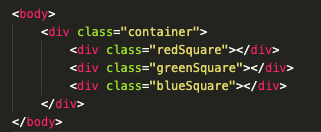 <body>
    <div class="container">
        <div class="redSquare"></div>
        <div class="greenSquare"></div>
        <div class="blueSquare"></div>
    </div>
</body>